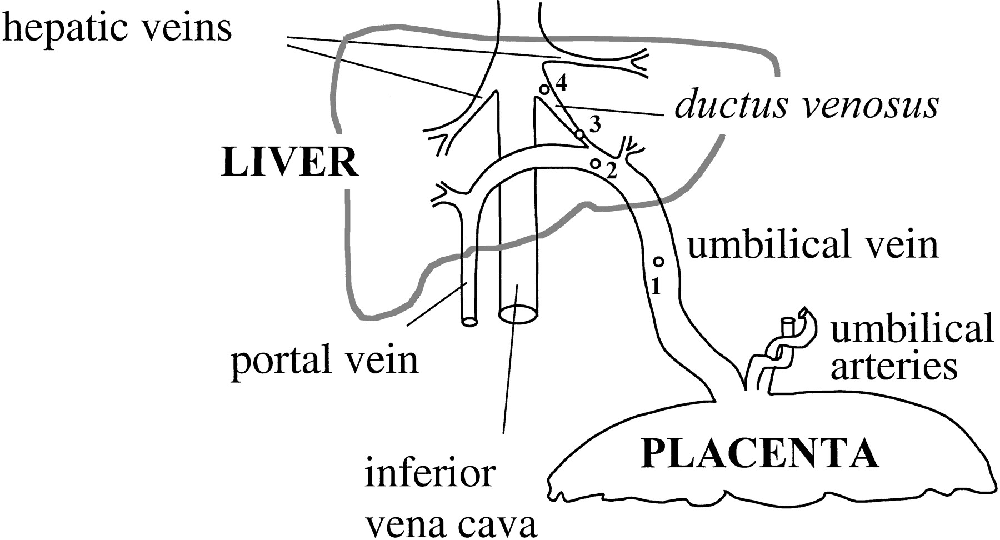 hepatic veins
4
ductus venosus
3
LIVER
2
umbilical vein
1
umbilical
arteries
portal vein
PLACENTA
inferior
vena cava